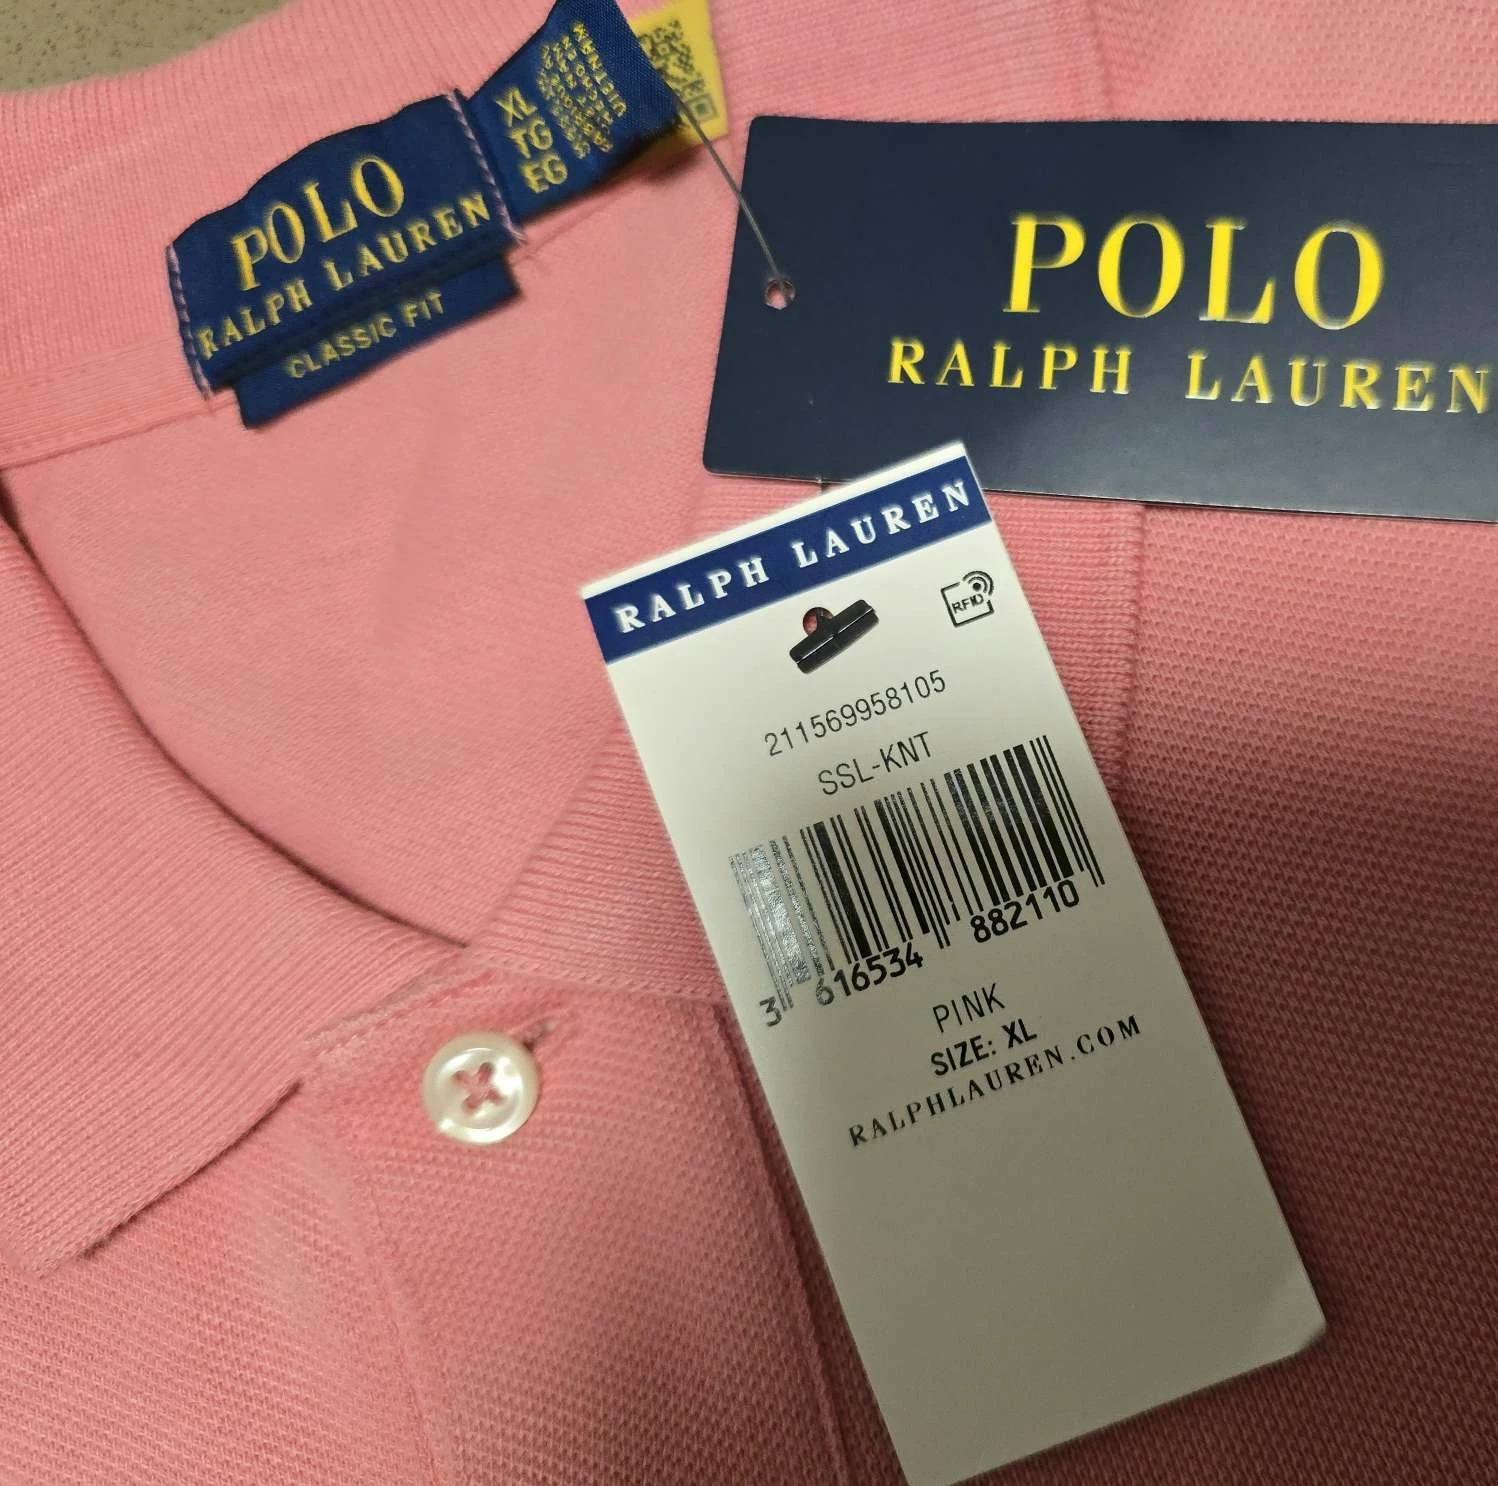 POLO
RALPH LAUREN
CLASSIC FIT
XL
TG
EG
POLO
RALPH LAUREN
RALPH LAUREN
RFID
211569958105
SSL-KNT
3 616534 882110
PINK
SIZE: XL
RALPHLAUREN.COM